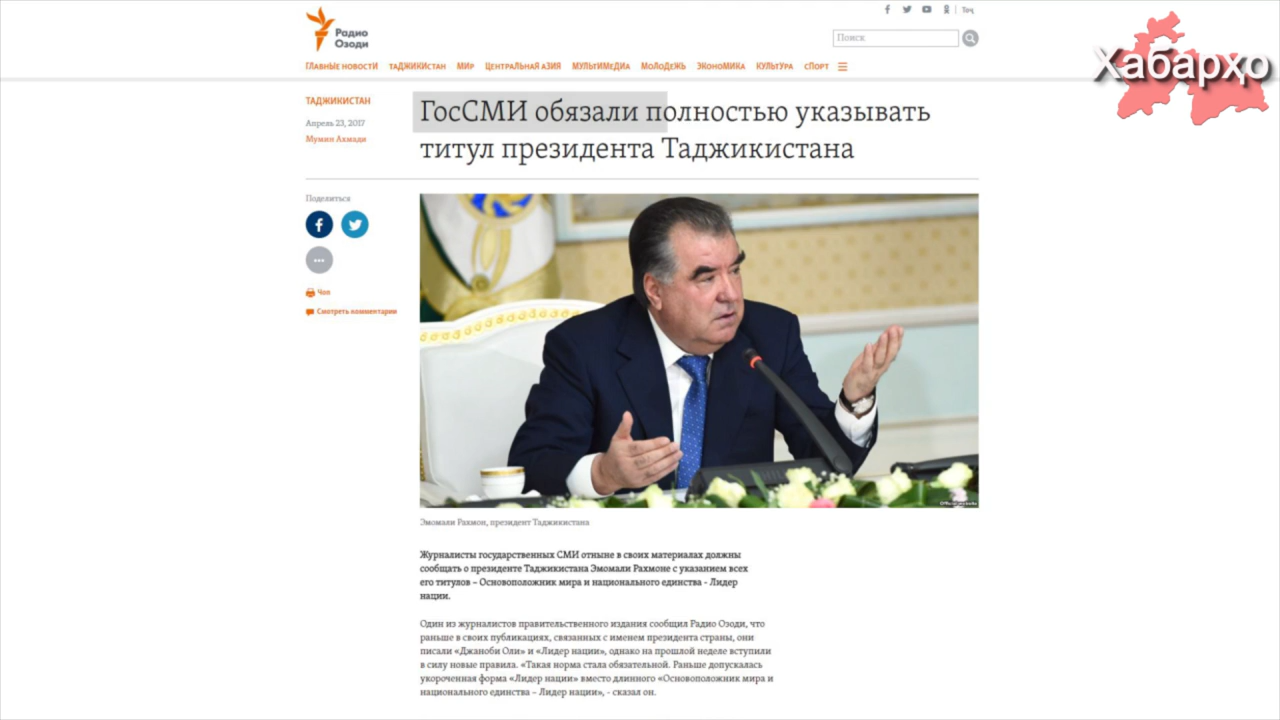 Тоҷ
Радио
Озоди
Поиск
Хабарҳо
ГЛАВНЫЕ НОВОСТИ ТАДЖИКИСТАН МИР ЦЕНТРАЛЬНАЯ АЗИЯ МУЛЬТИМЕДИА МОЛОДЕЖЬ ЭКОНОМИКА КУЛЬТУРА СПОРТ
ТАДЖИКИСТАН
Апрель 23, 2017
Мумин Ахмади
ГосСМИ обязали полностью указывать
титул президента Таджикистана
Поделиться
Чоп
Смотреть комментарии
Эмомали Рахмон, президент Таджикистана
Журналисты государственных СМИ отныне в своих материалах должны
сообщать о президенте Таджикистана Эмомали Рахмоне с указанием всех
его титулов – Основоположник мира и национального единства - Лидер
нации.
Один из журналистов правительственного издания сообщил Радио Озоди, что
раньше в своих публикациях, связанных с именем президента страны, они
писали «Джаноби Оли» и «Лидер нации», однако на прошлой неделе вступили
в силу новые правила. «Такая норма стала обязательной. Раньше допускалась
укороченная форма «Лидер нации» вместо длинного «Основоположник мира и
национального единства – Лидер нации», - сказал он.